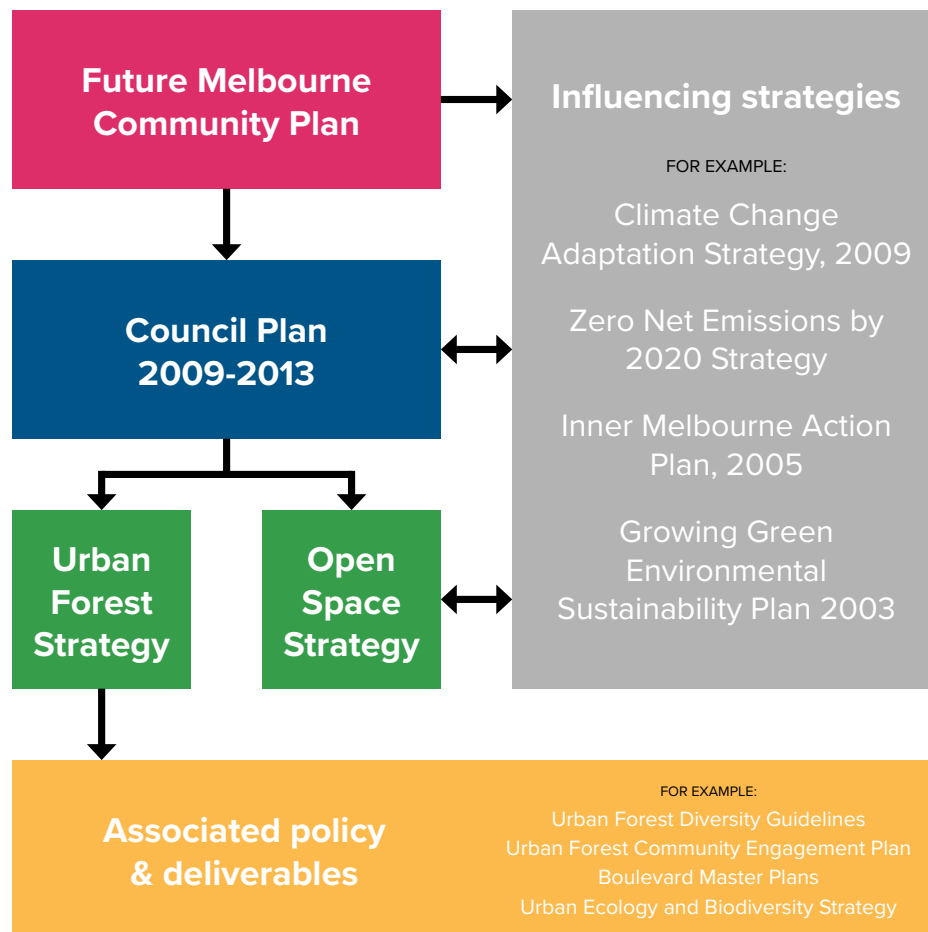 Future Melbourne
Community Plan
Influencing strategies
FOR EXAMPLE:
Climate Change
Adaptation Strategy, 2009
Zero Net Emissions by
2020 Strategy
Inner Melbourne Action
Plan, 2005
Growing Green
Environmental
Sustainability Plan 2003
Council Plan
2009-2013
Urban
Forest
Strategy
Open
Space
Strategy
Associated policy
& deliverables
FOR EXAMPLE:
Urban Forest Diversity Guidelines
Urban Forest Community Engagement Plan
Boulevard Master Plans
Urban Ecology and Biodiversity Strategy